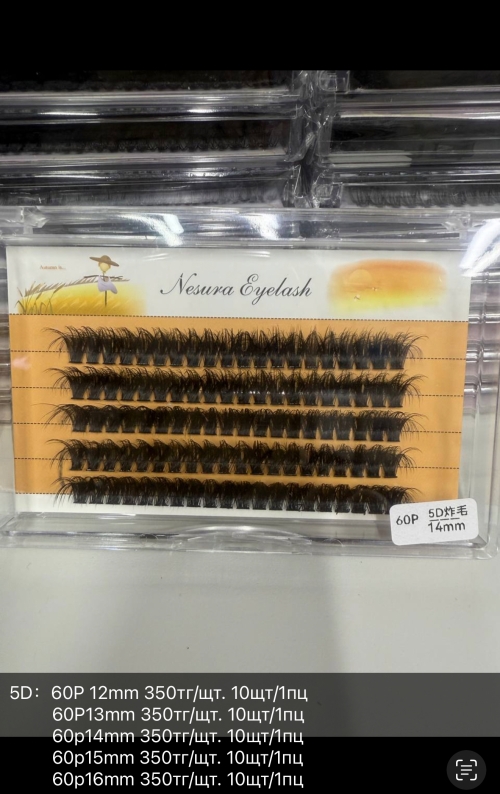 Nesura Eyelash
60P 5D炸毛
14mm
5D: 60P 12mm 350тг/щт. 10щт/1пц
60P13mm 350тг/щт. 10щт/1пц
60p14mm 350тг/щт. 10щт/1пц
60p15mm 350тг/щт. 10щт/1пц
60p16mm 350тг/щт. 10щт/1пц